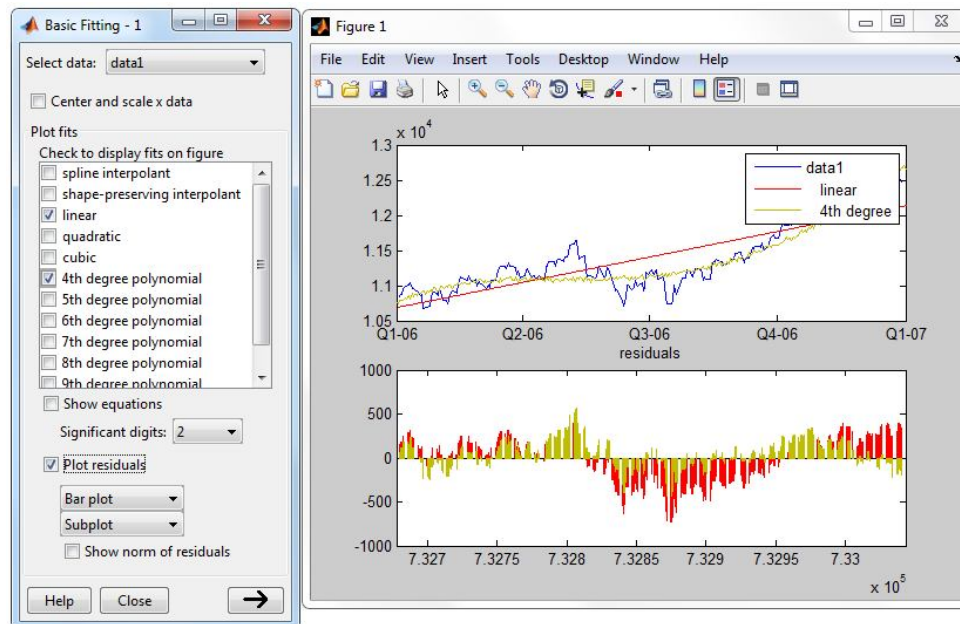 Basic Fitting - 1
Select data: data1
Center and scale x data
Plot fits
Check to display fits on figure
spline interpolant
shape-preserving interpolant
linear
quadratic
cubic
4th degree polynomial
5th degree polynomial
6th degree polynomial
7th degree polynomial
8th degree polynomial
9th degree polynomial
Show equations
Significant digits: 2
Plot residuals
Bar plot
Subplot
Show norm of residuals
Help Close
Figure 1
File Edit View Insert Tools Desktop Window Help
x 10^4
1.3
1.25
1.2
1.15
1.1
1.05
data1
linear
4th degree
Q1-06 Q2-06 Q3-06 Q4-06 Q1-07
residuals
1000
500
0
-500
-1000
7.327 7.3275 7.328 7.3285 7.329 7.3295 7.33
x 10^5